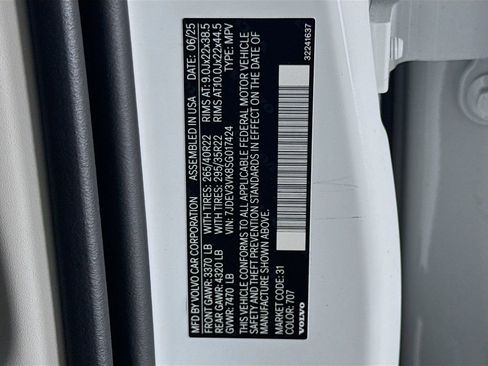 MFD BY VOLVO CAR CORPORATION ASSEMBLED IN USA DATE: 06/25
FRONT GAWR: 3370 LB WITH TIRES: 265/40R22 RIMS AT: 9.0Jx22x38.5
REAR GAWR: 4320 LB WITH TIRES: 295/35R22 RIMS AT: 10.0Jx22x44.5
GVWR: 7470 LB VIN: 7JDEV3VK8SG017424 TYPE: MPV
THIS VEHICLE CONFORMS TO ALL APPLICABLE FEDERAL MOTOR VEHICLE
SAFETY AND THEFT PREVENTION STANDARDS IN EFFECT ON THE DATE OF
MANUFACTURE SHOWN ABOVE.
MARKET CODE: 31
COLOR: 707
VOLVO
32241637